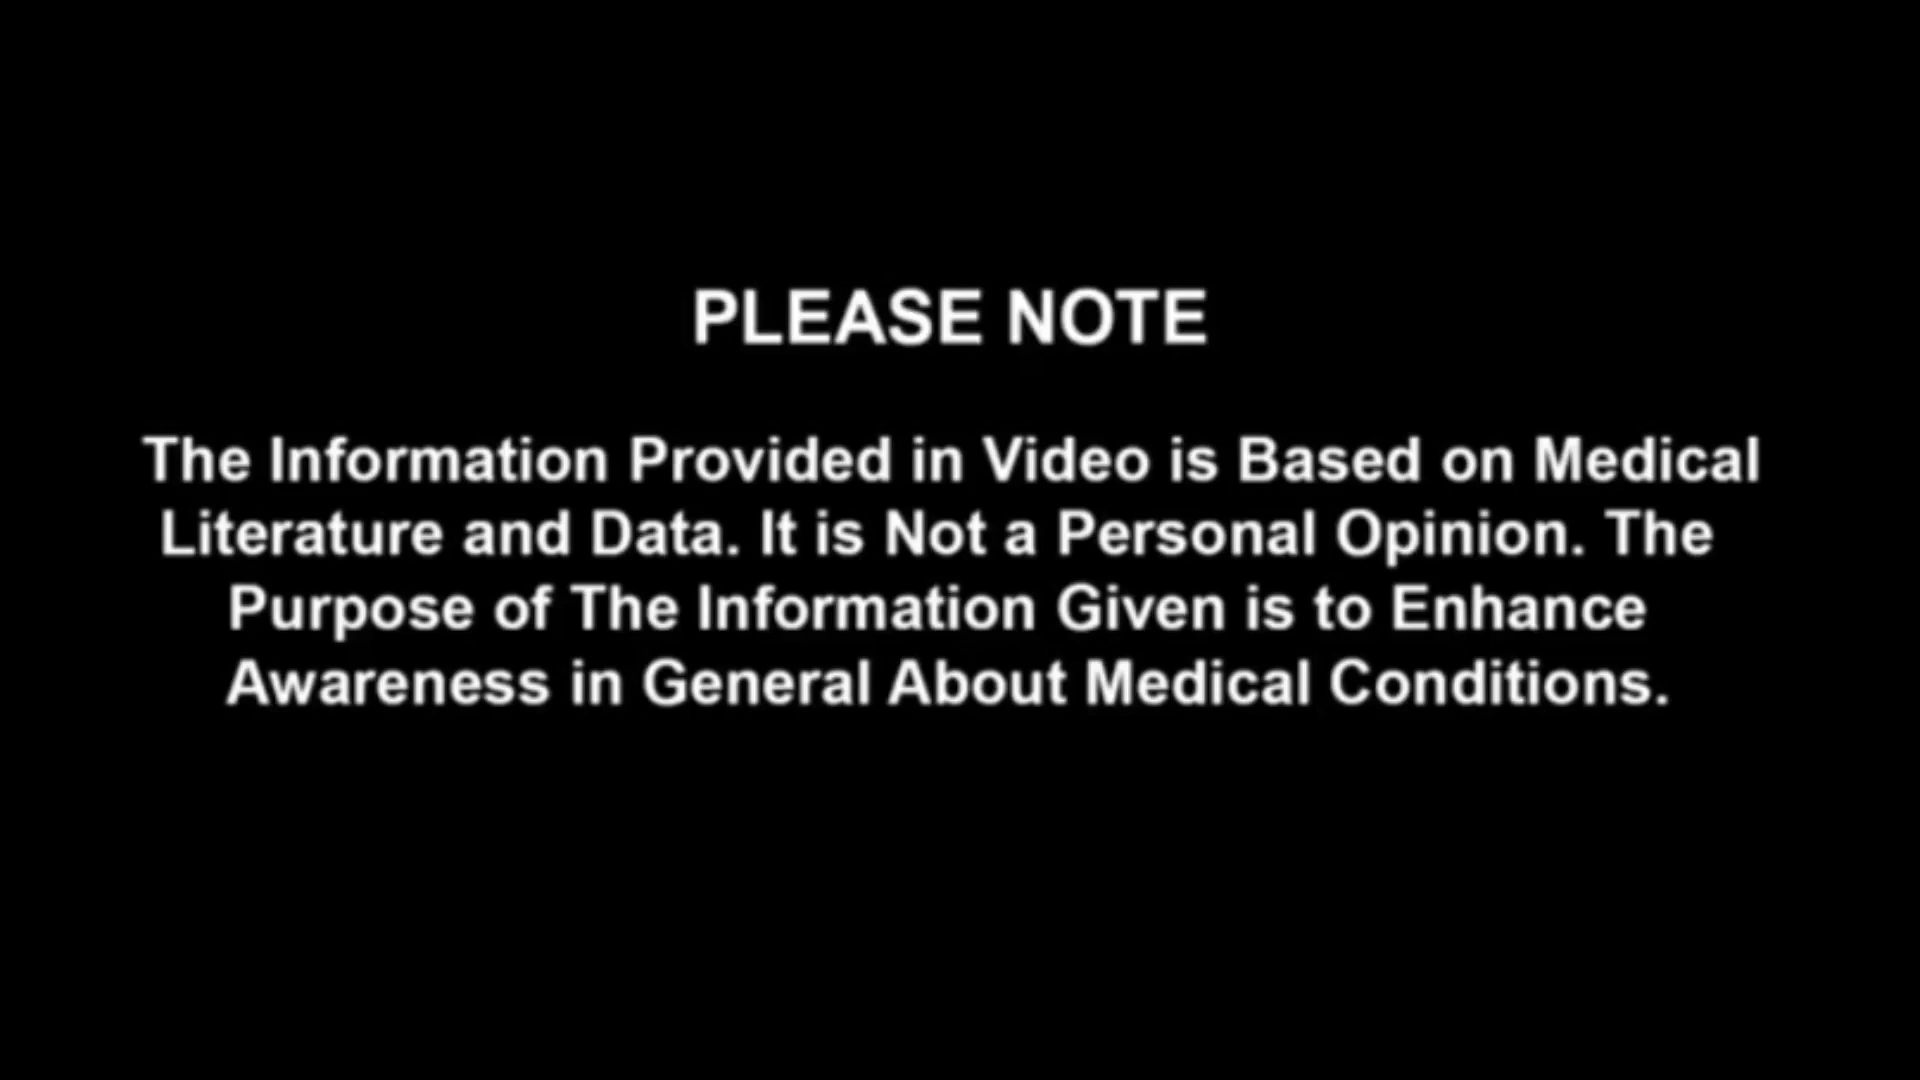 PLEASE NOTE
The Information Provided in Video is Based on Medical
Literature and Data. It is Not a Personal Opinion. The
Purpose of The Information Given is to Enhance
Awareness in General About Medical Conditions.